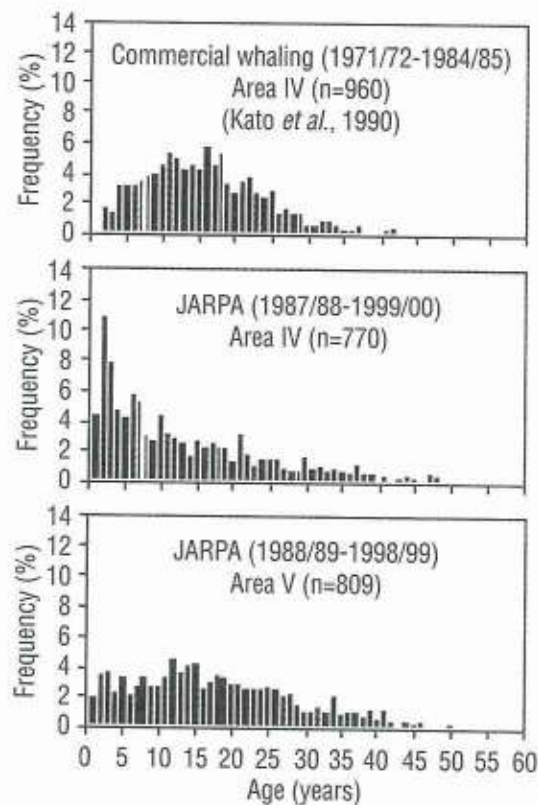 14
12
10
8
6
4
2
0
Frequency (%)
Commercial whaling (1971/72-1984/85)
Area IV (n=960)
(Kato et al., 1990)
14
12
10
8
6
4
2
0
Frequency (%)
JARPA (1987/88-1999/00)
Area IV (n=770)
14
12
10
8
6
4
2
0
Frequency (%)
JARPA (1988/89-1998/99)
Area V (n=809)
0 5 10 15 20 25 30 35 40 45 50 55 60
Age (years)